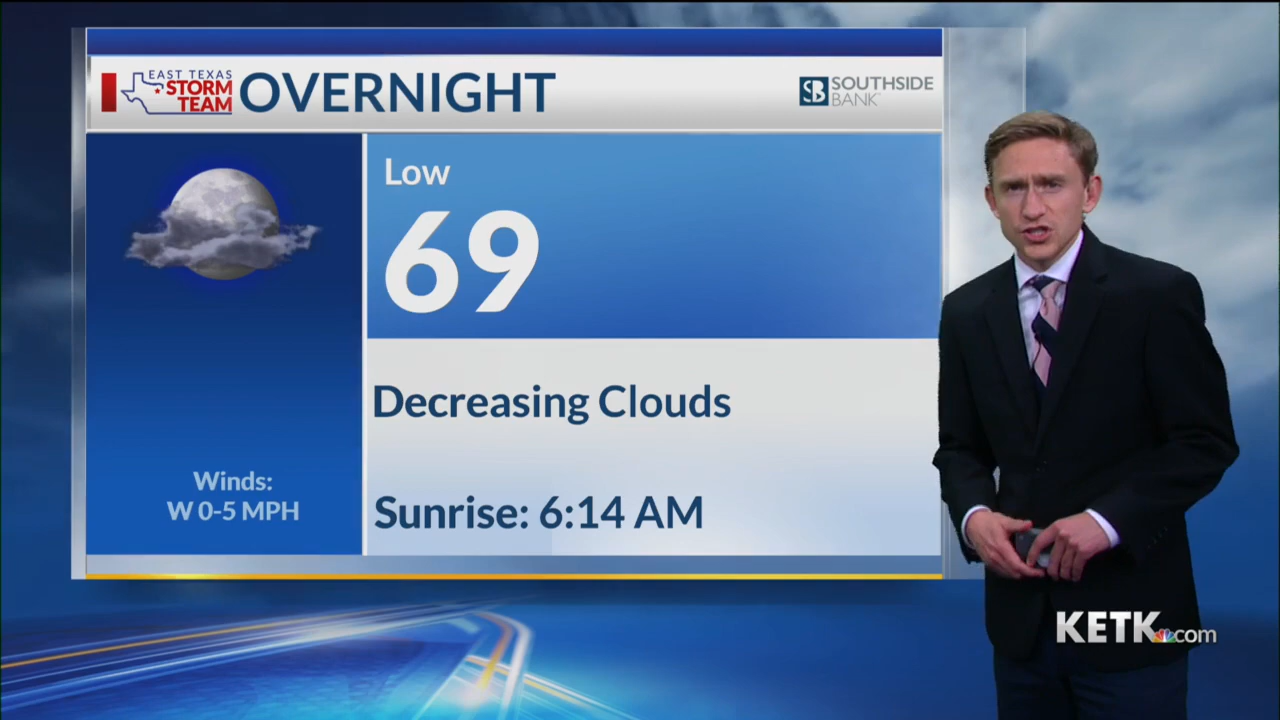 EAST TEXAS
STORM
TEAM
OVERNIGHT
SOUTHSIDE
BANK
Low
69
Decreasing Clouds
Winds:
W 0-5 MPH
Sunrise: 6:14 AM
KETK.com